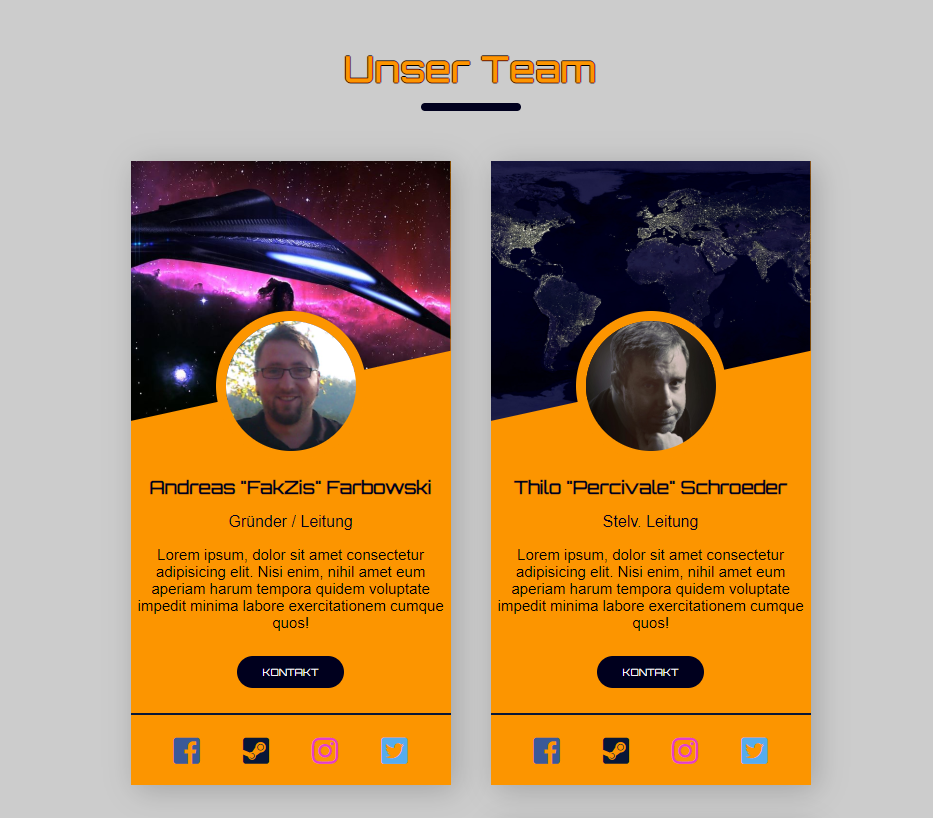 Unser Team
Andreas "FakZis" Farbowski
Gründer / Leitung
Lorem ipsum, dolor sit amet consectetur
adipisicing elit. Nisi enim, nihil amet eum
aperiam harum tempora quidem voluptate
impedit minima labore exercitationem cumque
quos!
KONTAKT
Thilo "Percivale" Schroeder
Stelv. Leitung
Lorem ipsum, dolor sit amet consectetur
adipisicing elit. Nisi enim, nihil amet eum
aperiam harum tempora quidem voluptate
impedit minima labore exercitationem cumque
quos!
KONTAKT